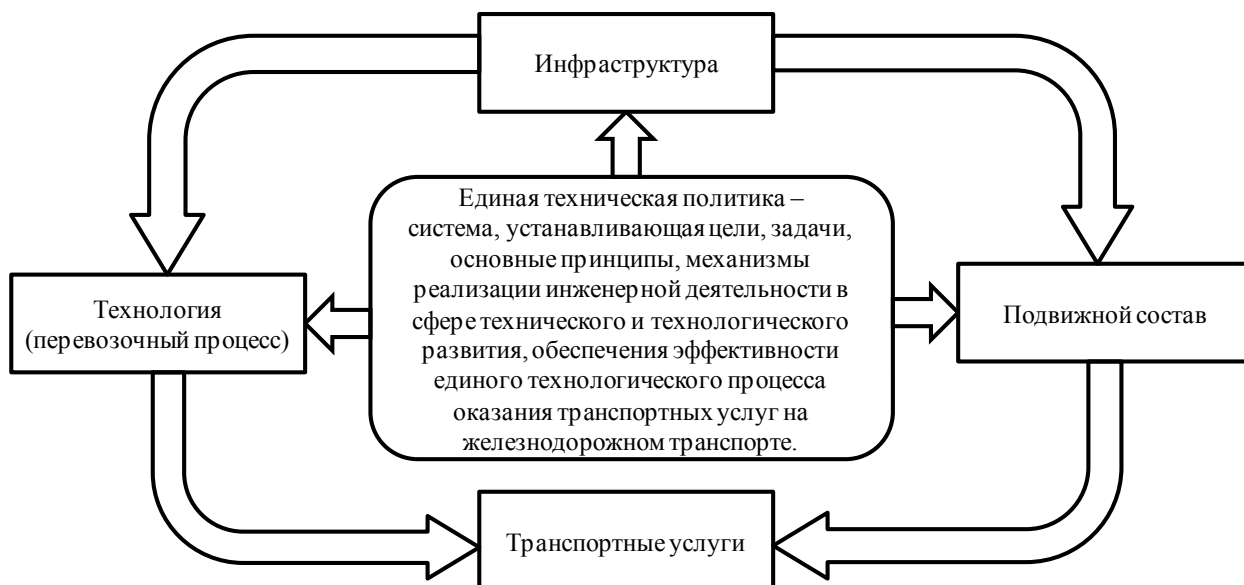 Инфраструктура
Единая техническая политика –
система, устанавливающая цели, задачи,
основные принципы, механизмы
реализации инженерной деятельности в
сфере технического и технологического
развития, обеспечения эффективности
единого технологического процесса
оказания транспортных услуг на
железнодорожном транспорте.
Технология
(перевозочный процесс)
Подвижной состав
Транспортные услуги